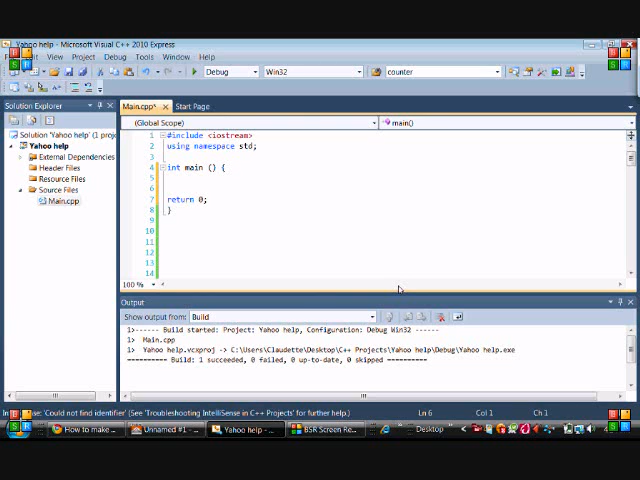 Yahoo help - Microsoft Visual C++ 2010 Express
View Project Debug Tools Window Help
Debug Win32 counter
Solution Explorer
Main.cpp* Start Page
(Global Scope) main()
Solution 'Yahoo help' (1 proj
Yahoo help
External Dependencies
Header Files
Resource Files
Source Files
Main.cpp
1 #include <iostream>
2 using namespace std;
3
4 int main () {
5
6
7 return 0;
8 }
9
10
11
12
13
14
100 %
Output
Show output from: Build
1>------ Build started: Project: Yahoo help, Configuration: Debug Win32 ------
1> Main.cpp
1> Yahoo help.vcxproj -> C:\Users\Claudette\Desktop\C++ Projects\Yahoo help\Debug\Yahoo help.exe
========== Build: 1 succeeded, 0 failed, 0 up-to-date, 0 skipped ==========
'Could not find identifier'. (See 'Troubleshooting IntelliSense in C++ Projects' for further help.) Ln 6 Col 1 Ch 1
How to make ... Unnamed #1 - ... Yahoo help - ... BSR Screen Re... Desktop